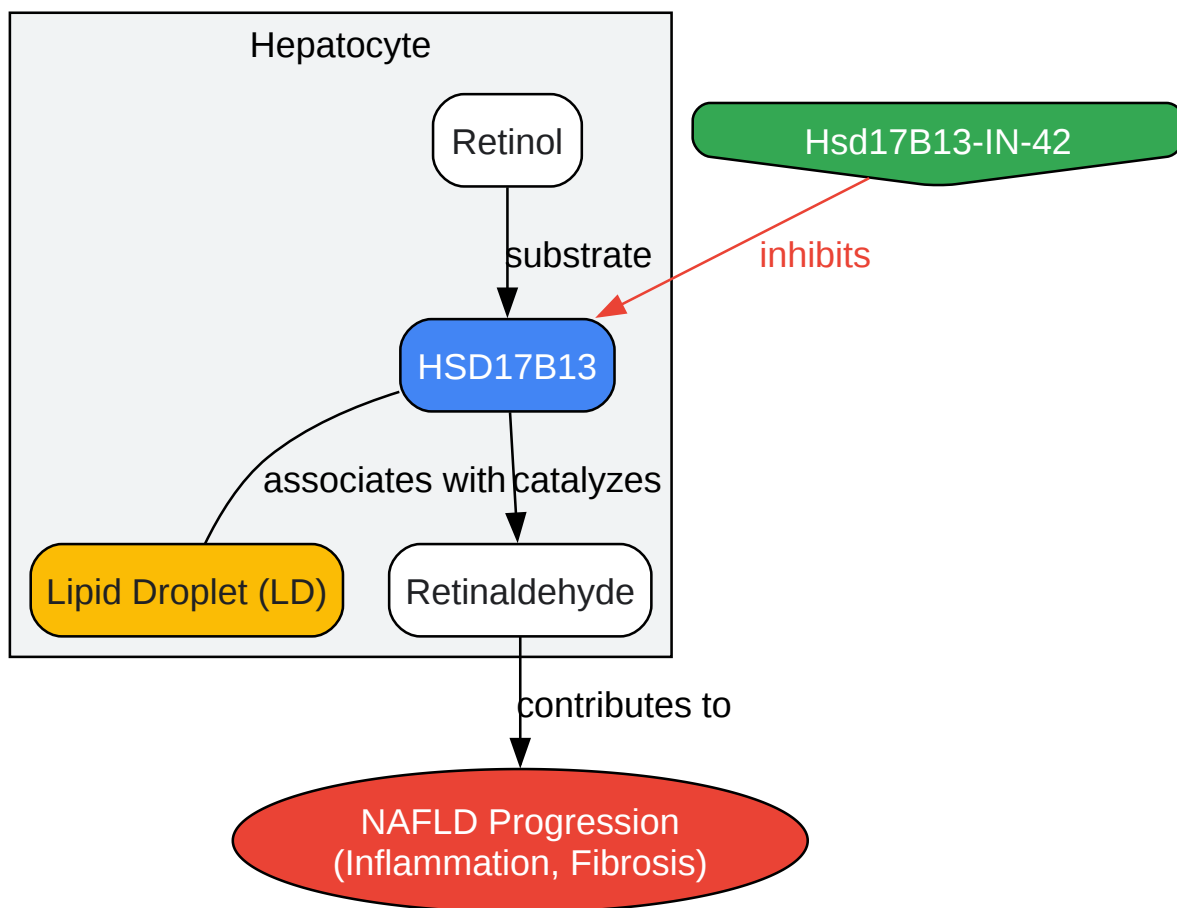 Hepatocyte
Retinol
Hsd17B13-IN-42
substrate
inhibits
HSD17B13
associates with
catalyzes
Lipid Droplet (LD)
Retinaldehyde
contributes to
NAFLD Progression
(Inflammation, Fibrosis)